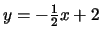 y = −½x + 2